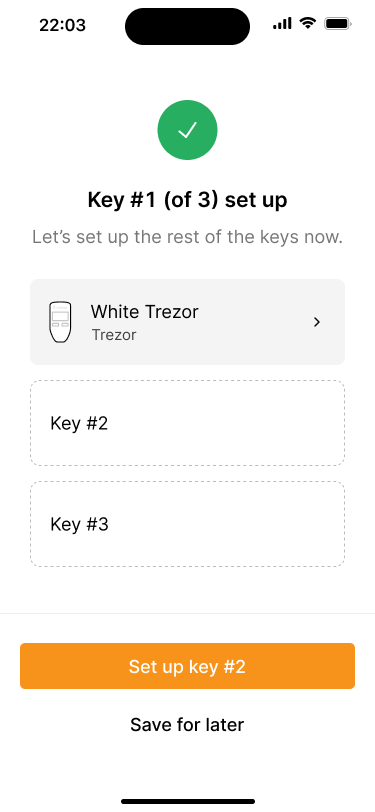 22:03
Key #1 (of 3) set up
Let’s set up the rest of the keys now.
White Trezor
Trezor
Key #2
Key #3
Set up key #2
Save for later